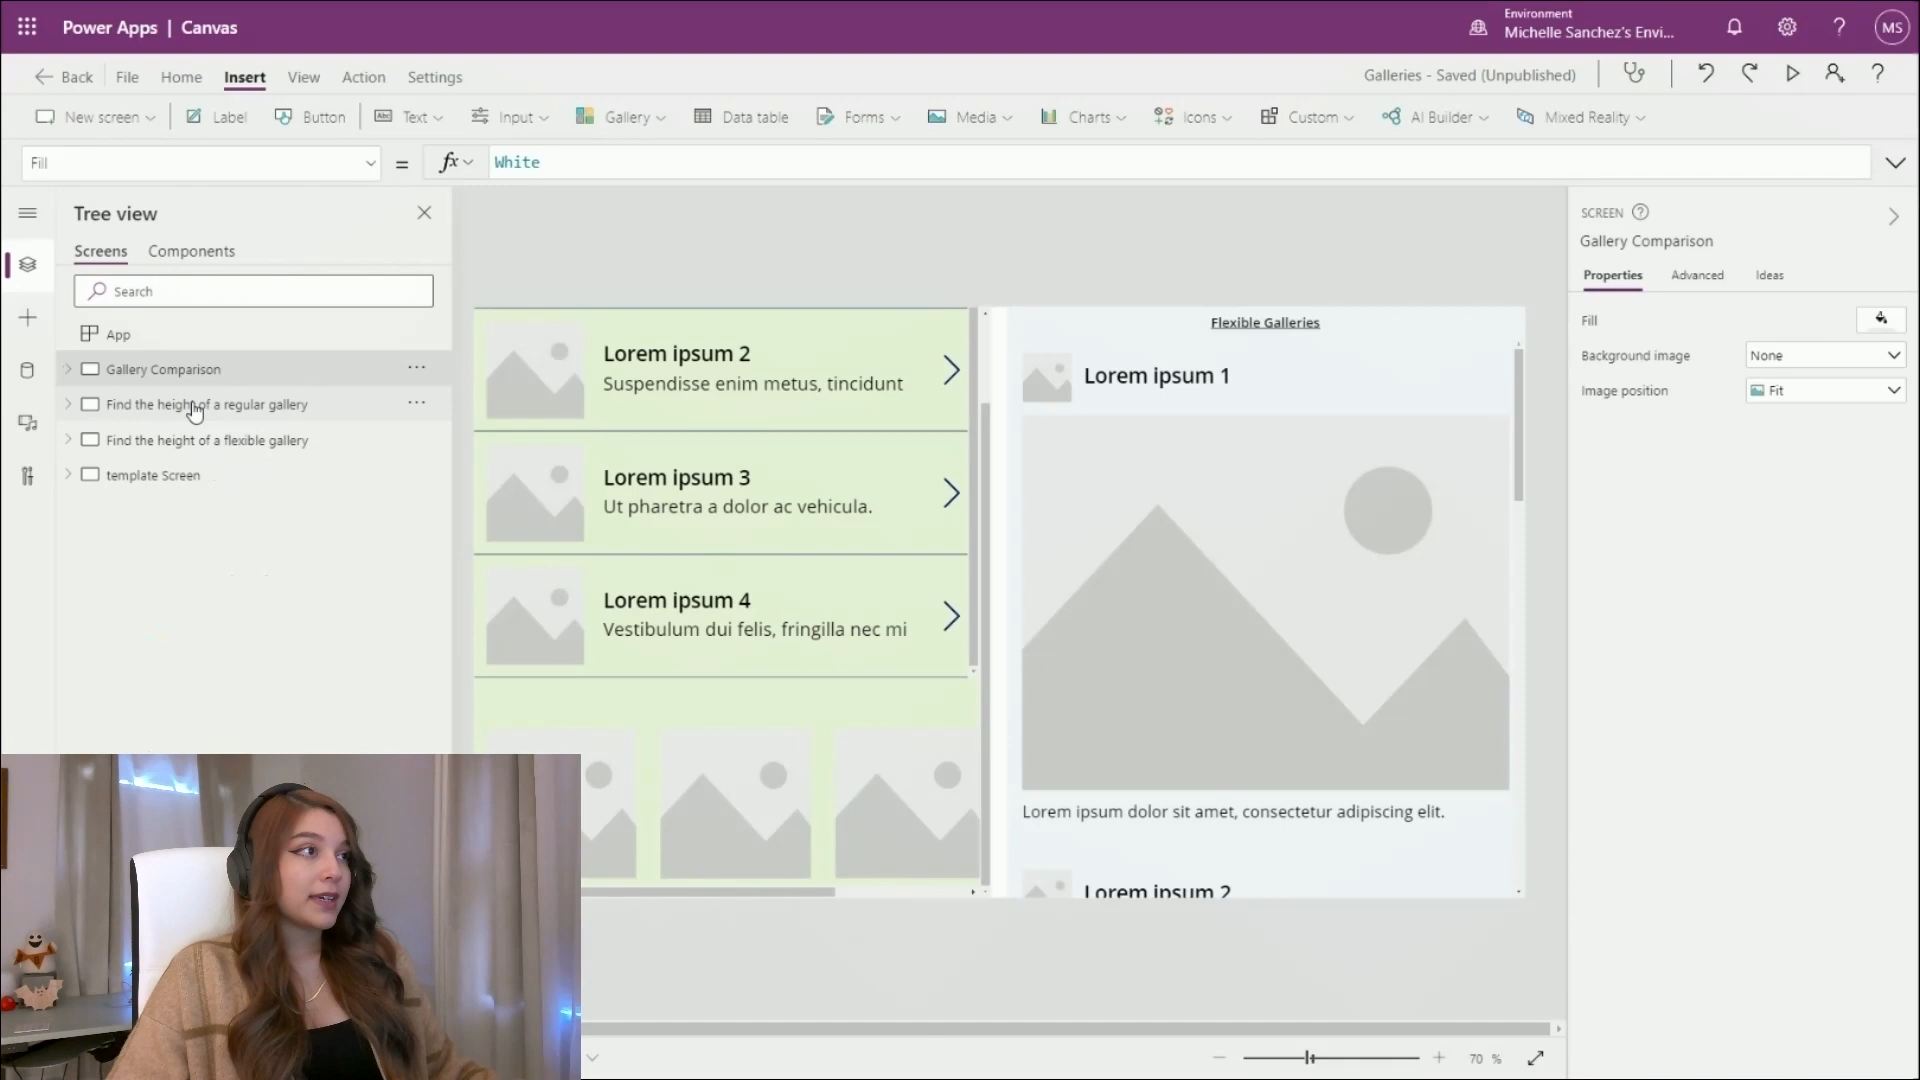 Power Apps | Canvas
Environment
Michelle Sanchez's Envi...
MS
Back
File
Home
Insert
View
Action
Settings
Galleries - Saved (Unpublished)
New screen
Label
Button
Text
Input
Gallery
Data table
Forms
Media
Charts
Icons
Custom
AI Builder
Mixed Reality
Fill
=
fx
White
Tree view
Screens
Components
Search
App
Gallery Comparison
Find the height of a regular gallery
Find the height of a flexible gallery
template Screen
Lorem ipsum 2
Suspendisse enim metus, tincidunt
Lorem ipsum 3
Ut pharetra a dolor ac vehicula.
Lorem ipsum 4
Vestibulum dui felis, fringilla nec mi
Flexible Galleries
Lorem ipsum 1
Lorem ipsum dolor sit amet, consectetur adipiscing elit.
Lorem ipsum 2
SCREEN
Gallery Comparison
Properties
Advanced
Ideas
Fill
Background image
None
Image position
Fit
70 %